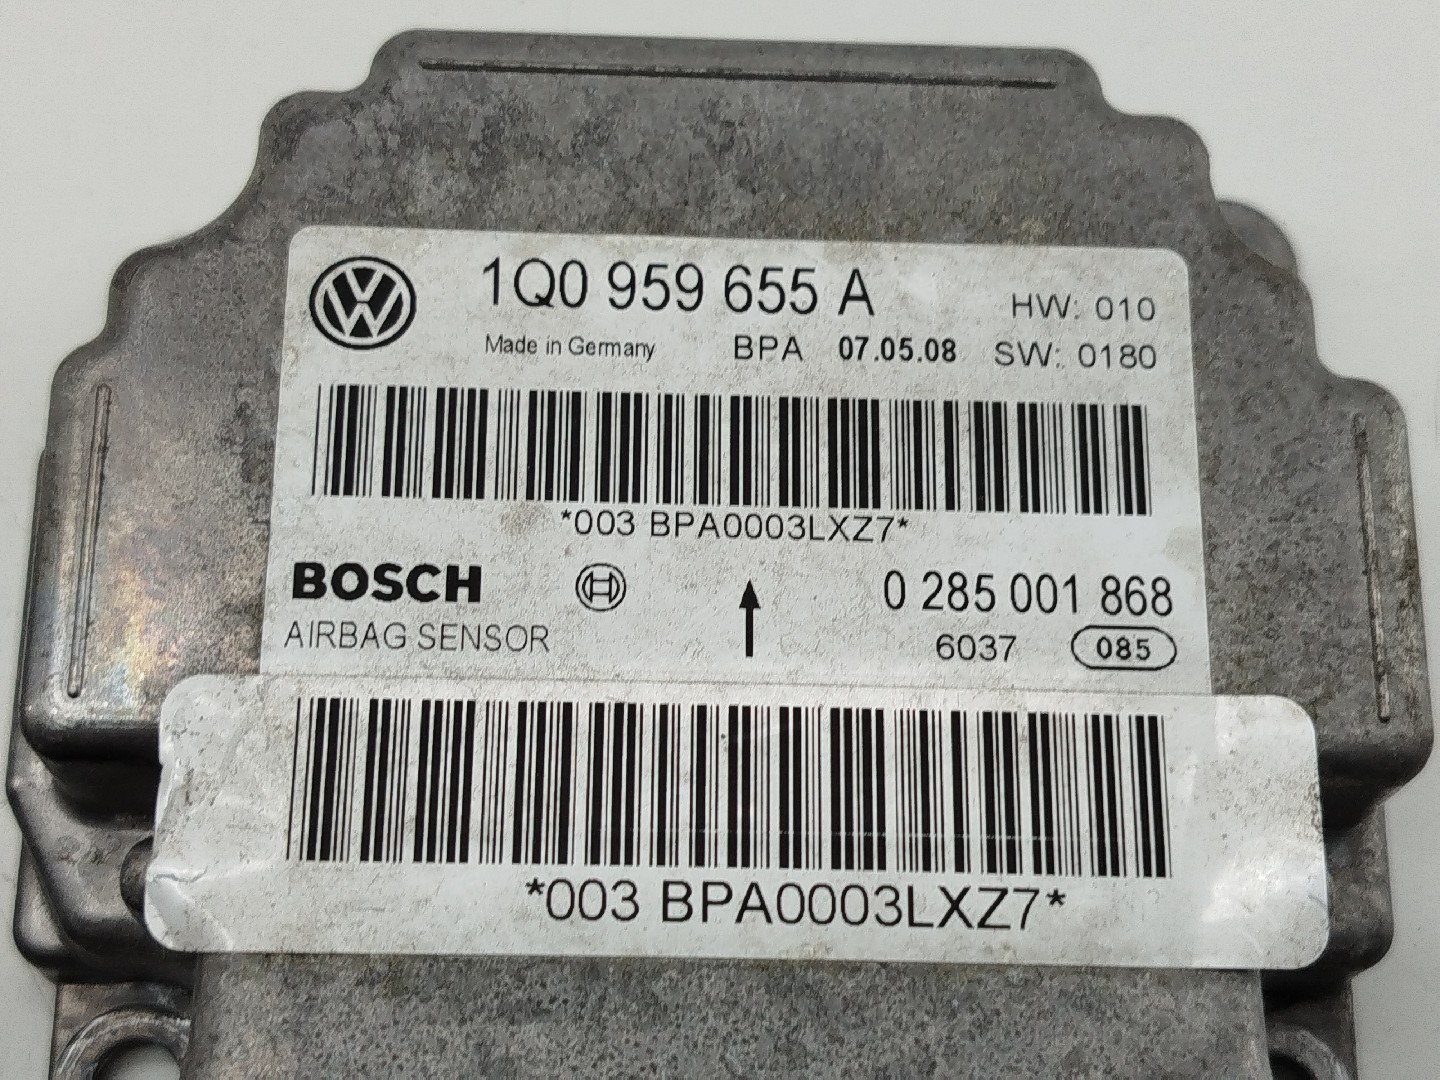 1Q0 959 655 A
HW: 010
Made in Germany BPA 07.05.08 SW: 0180
*003 BPA0003LXZ7*
BOSCH 0 285 001 868
AIRBAG SENSOR 6037 085
*003 BPA0003LXZ7*